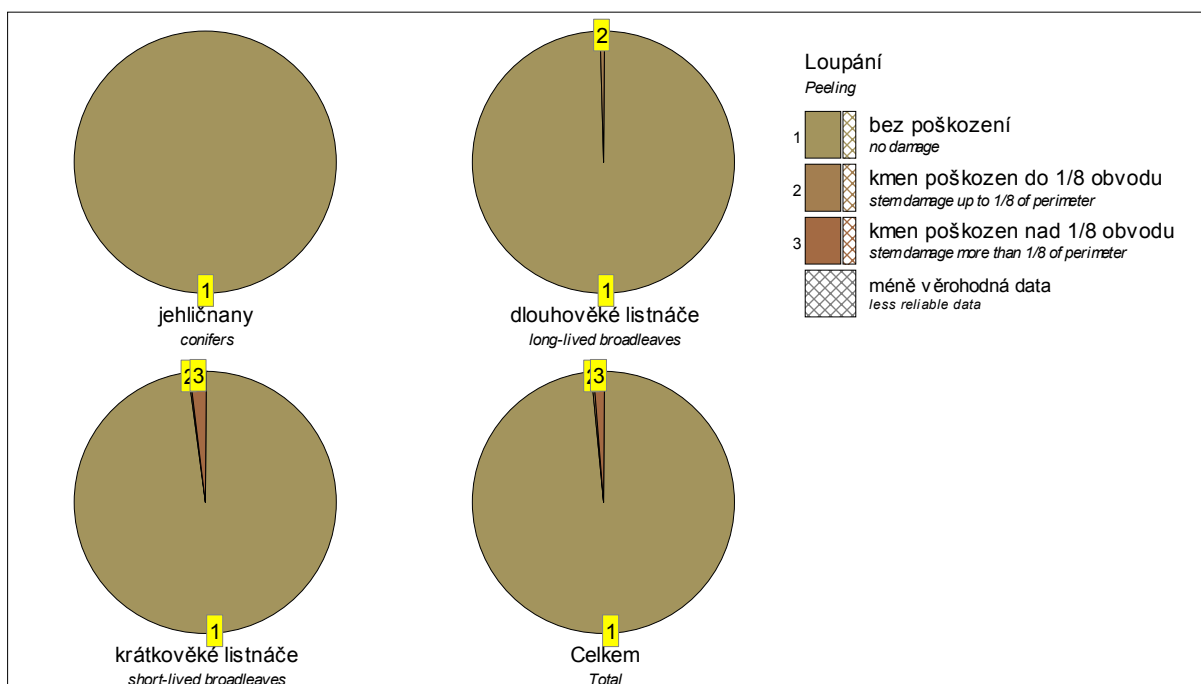 1
jehličnany
conifers
2
1
dlouhověké listnáče
long-lived broadleaves
2 3
1
krátkověké listnáče
short-lived broadleaves
2 3
1
Celkem
Total
Loupání
Peeling
1 bez poškození
no damage
2 kmen poškozen do 1/8 obvodu
stem damage up to 1/8 of perimeter
3 kmen poškozen nad 1/8 obvodu
stem damage more than 1/8 of perimeter
méně věrohodná data
less reliable data